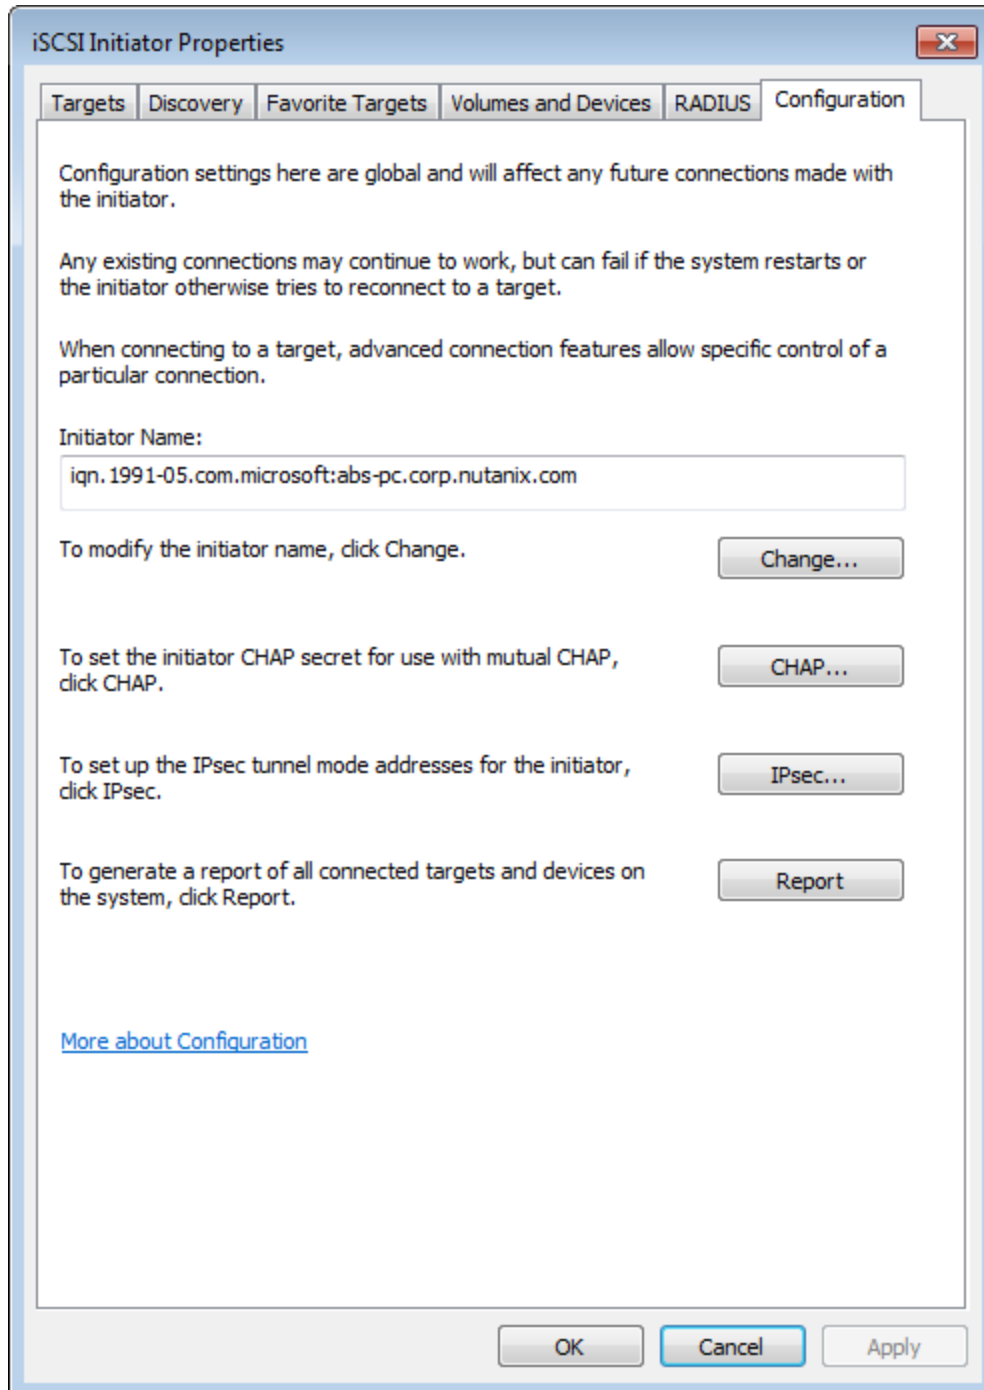 iSCSI Initiator Properties
Targets Discovery Favorite Targets Volumes and Devices RADIUS Configuration
Configuration settings here are global and will affect any future connections made with
the initiator.
Any existing connections may continue to work, but can fail if the system restarts or
the initiator otherwise tries to reconnect to a target.
When connecting to a target, advanced connection features allow specific control of a
particular connection.
Initiator Name:
iqn.1991-05.com.microsoft:abs-pc.corp.nutanix.com
To modify the initiator name, click Change.
Change...
To set the initiator CHAP secret for use with mutual CHAP,
click CHAP.
CHAP...
To set up the IPsec tunnel mode addresses for the initiator,
click IPsec.
IPsec...
To generate a report of all connected targets and devices on
the system, click Report.
Report
More about Configuration
OK Cancel Apply